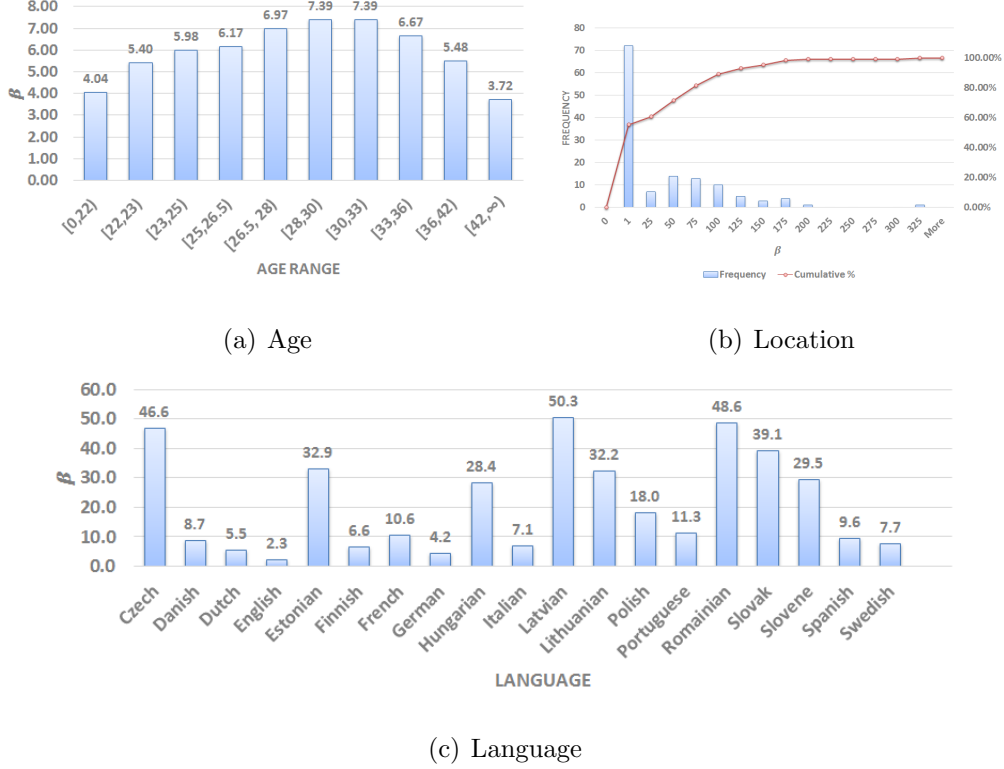 8.00
7.00
6.00
5.00
4.00
3.00
2.00
1.00
0.00
β
4.04
5.40
5.98
6.17
6.97
7.39
7.39
6.67
5.48
3.72
[0,22)
[22,23)
[23,25)
[25,26.5)
[26.5, 28)
[28,30)
[30,33)
[33,36)
[36,42)
[42,∞)
AGE RANGE
(a) Age
80
70
60
50
40
30
20
10
0
FREQUENCY
100.00%
80.00%
60.00%
40.00%
20.00%
0.00%
0
1
25
50
75
100
125
150
175
200
225
250
275
300
325
More
β
Frequency
Cumulative %
(b) Location
60.0
50.0
40.0
30.0
20.0
10.0
0.0
β
46.6
8.7
5.5
2.3
32.9
6.6
10.6
4.2
28.4
7.1
50.3
32.2
18.0
11.3
48.6
39.1
29.5
9.6
7.7
Czech
Danish
Dutch
English
Estonian
Finnish
French
German
Hungarian
Italian
Latvian
Lithuanian
Polish
Portuguese
Romainian
Slovak
Slovene
Spanish
Swedish
LANGUAGE
(c) Language